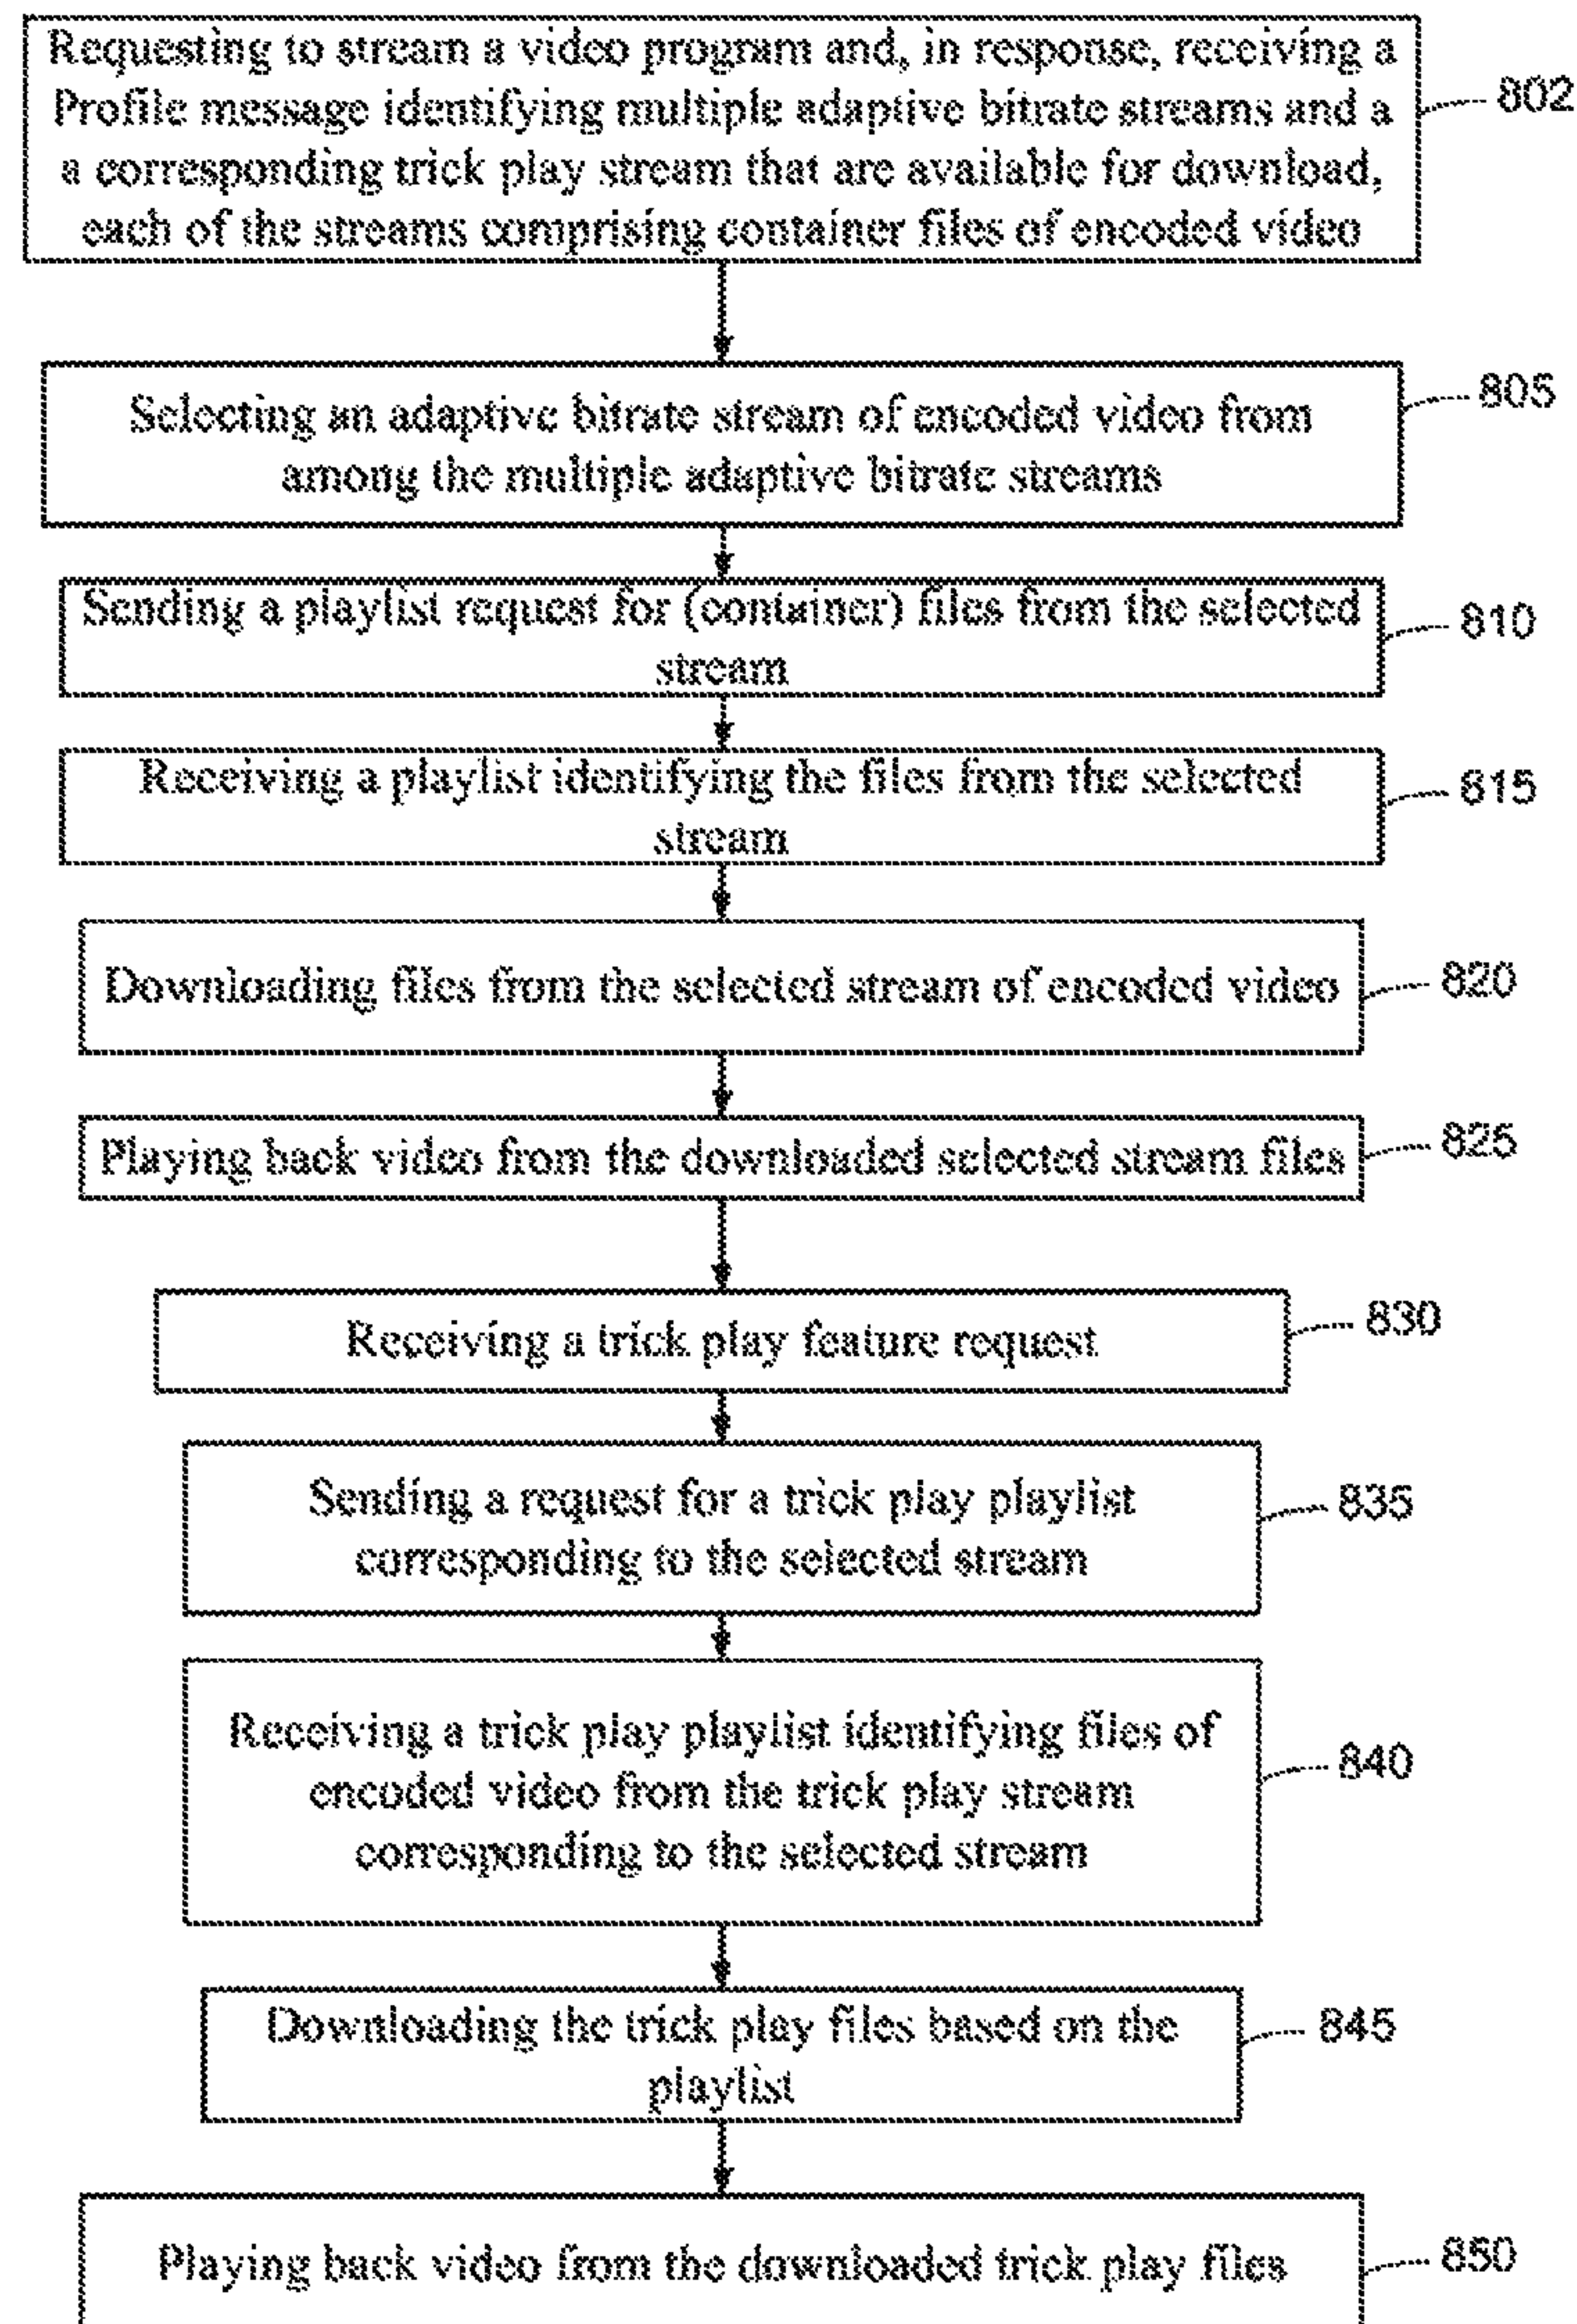 Requesting to stream a video program and, in response, receiving a
Profile message identifying multiple adaptive bitrate streams and a
a corresponding trick play stream that are available for download,
each of the streams comprising container files of encoded video
802
Selecting an adaptive bitrate stream of encoded video from
among the multiple adaptive bitrate streams
805
Sending a playlist request for (container) files from the selected
stream
810
Receiving a playlist identifying the files from the selected
stream
815
Downloading files from the selected stream of encoded video
820
Playing back video from the downloaded selected stream files
825
Receiving a trick play feature request
830
Sending a request for a trick play playlist
corresponding to the selected stream
835
Receiving a trick play playlist identifying files of
encoded video from the trick play stream
corresponding to the selected stream
840
Downloading the trick play files based on the
playlist
845
Playing back video from the downloaded trick play files
850